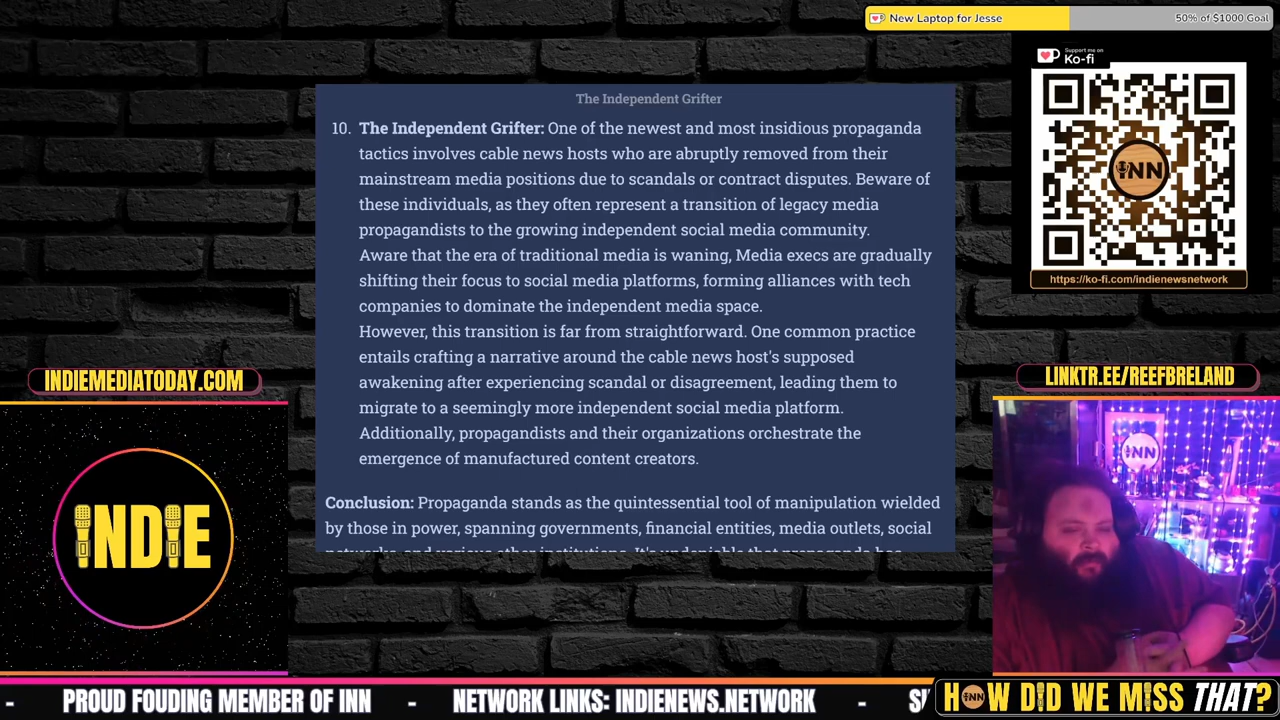 New Laptop for Jesse
50% of $1000 Goal
Support me on
Ko-fi
INN
https://ko-fi.com/indienewsnetwork
The Independent Grifter
10. The Independent Grifter: One of the newest and most insidious propaganda
tactics involves cable news hosts who are abruptly removed from their
mainstream media positions due to scandals or contract disputes. Beware of
these individuals, as they often represent a transition of legacy media
propagandists to the growing independent social media community.
Aware that the era of traditional media is waning, Media execs are gradually
shifting their focus to social media platforms, forming alliances with tech
companies to dominate the independent media space.
However, this transition is far from straightforward. One common practice
entails crafting a narrative around the cable news host's supposed
awakening after experiencing scandal or disagreement, leading them to
migrate to a seemingly more independent social media platform.
Additionally, propagandists and their organizations orchestrate the
emergence of manufactured content creators.
Conclusion: Propaganda stands as the quintessential tool of manipulation wielded
by those in power, spanning governments, financial entities, media outlets, social
networks, and various other institutions. It's undeniable that propaganda has
INDIEMEDIATODAY.COM
INDIE
LINKTR.EE/REEFBRELAND
INN
- PROUD FOUDING MEMBER OF INN - NETWORK LINKS: INDIENEWS.NETWORK -
HOW DID WE MISS THAT?